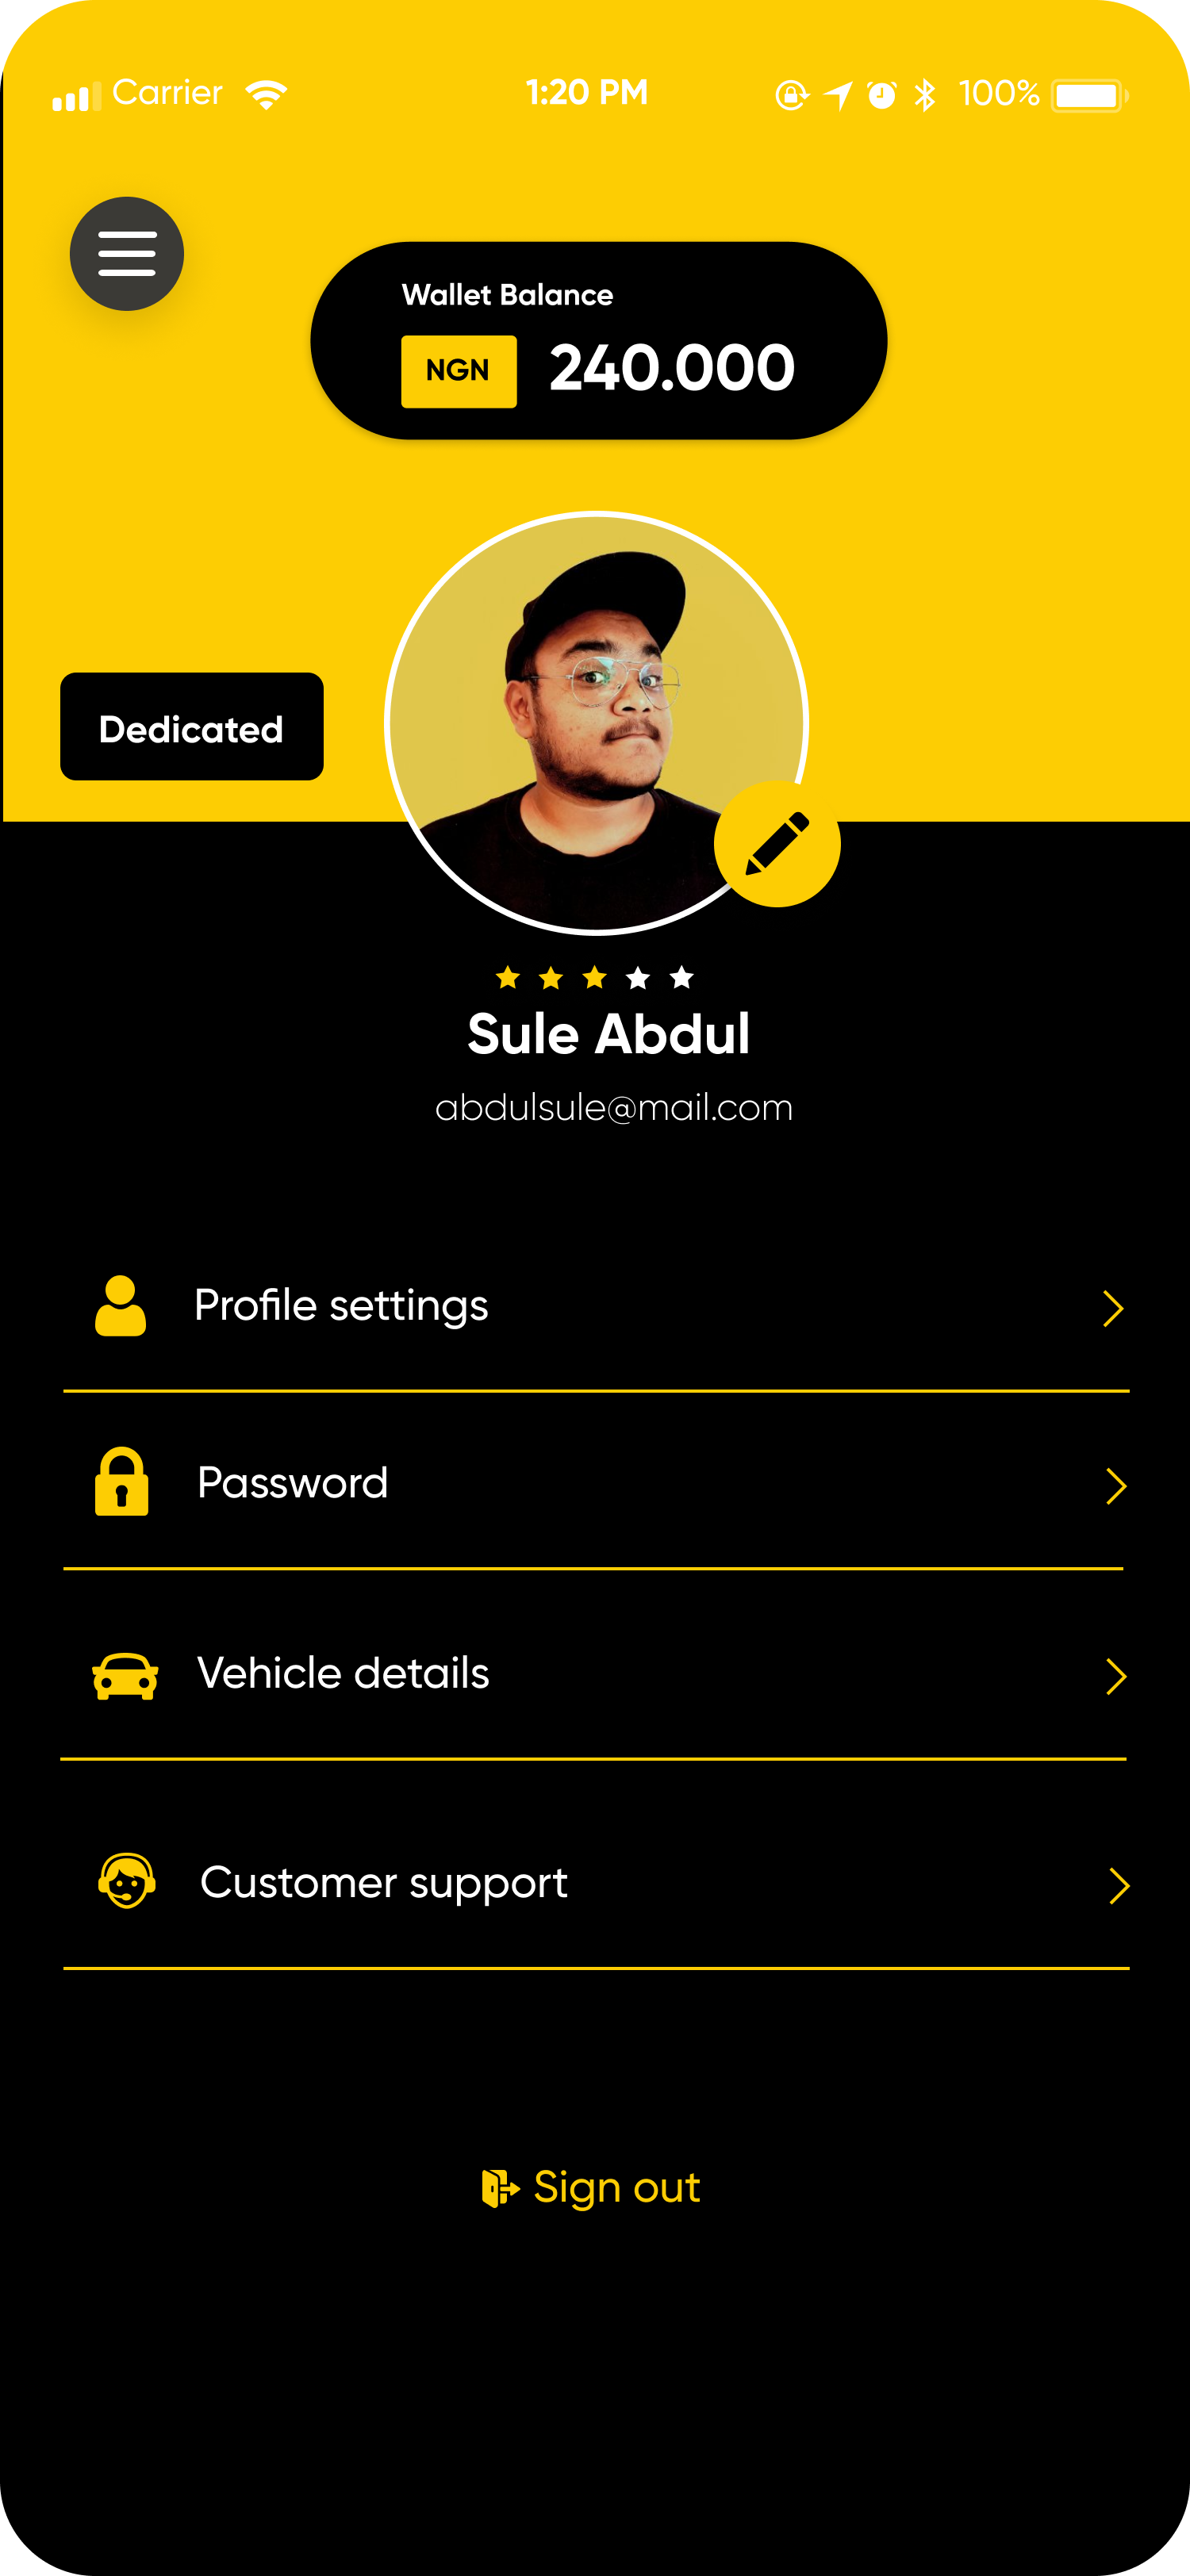 Carrier 1:20 PM 100%
Wallet Balance
NGN 240.000
Dedicated
Sule Abdul
abdulsule@mail.com
Profile settings
Password
Vehicle details
Customer support
Sign out